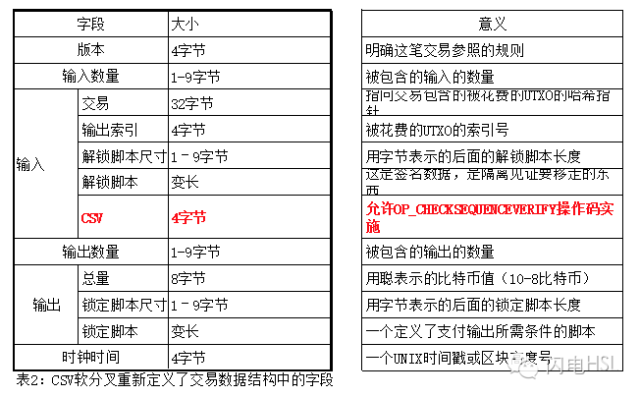 字段 大小 意义
版本 4字节 明确这笔交易参照的规则
输入数量 1-9字节 被包含的输入的数量
交易 32字节 指向交易包含的被花费的UTXO的哈希指
针
输出索引 4字节 被花费的UTXO的索引号
输入
解锁脚本尺寸 1-9字节 用字节表示的后面的解锁脚本长度
解锁脚本 变长 这是签名数据，是隔离见证要移走的东
西
CSV 4字节 允许OP_CHECKSEQUENCEVERIFY操作码实
施
输出数量 1-9字节 被包含的输出的数量
总量 8字节 用聪表示的比特币值（10-8比特币）
输出 锁定脚本尺寸 1-9字节 用字节表示的后面的锁定脚本长度
锁定脚本 变长 一个定义了支付输出所需条件的脚本
时钟时间 4字节 一个UNIX时间戳或区块高度号
闪电HSL
表2：CSV软分叉重新定义了交易数据结构中的字段